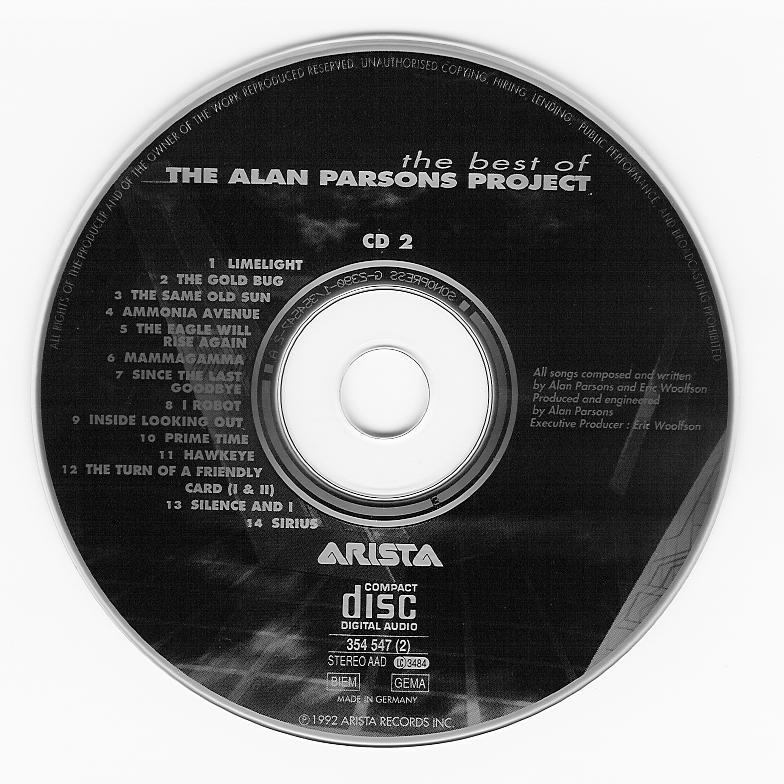 ALL RIGHTS OF THE PRODUCER AND OF THE OWNER OF THE WORK REPRODUCED RESERVED. UNAUTHORISED COPYING, HIRING, LENDING, PUBLIC PERFORMANCE AND BROADCASTING PROHIBITED
the best of
THE ALAN PARSONS PROJECT
CD 2
1 LIMELIGHT
2 THE GOLD BUG
3 THE SAME OLD SUN
4 AMMONIA AVENUE
5 THE EAGLE WILL
RISE AGAIN
6 MAMMAGAMMA
7 SINCE THE LAST
GOODBYE
8 I ROBOT
9 INSIDE LOOKING OUT
10 PRIME TIME
11 HAWKEYE
12 THE TURN OF A FRIENDLY
CARD (I & II)
13 SILENCE AND I
14 SIRIUS
SONOPRESS G-2390-1
All songs composed and written
by Alan Parsons and Eric Woolfson
Produced and engineered
by Alan Parsons
Executive Producer : Eric Woolfson
ARISTA
COMPACT
disc
DIGITAL AUDIO
354 547 (2)
STEREO AAD LC 3484
BIEM GEMA
MADE IN GERMANY
℗ 1992 ARISTA RECORDS INC.